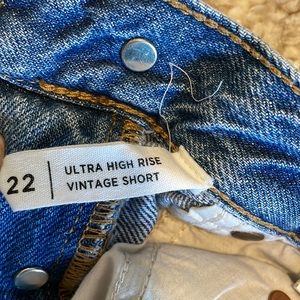 22 | ULTRA HIGH RISE
VINTAGE SHORT